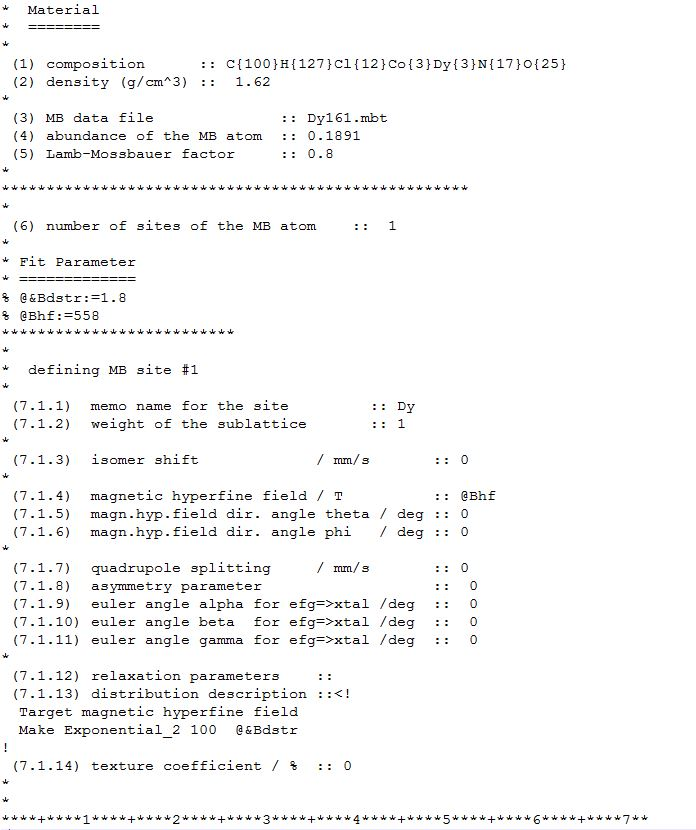 *  Material
*  ========
*
 (1) composition      :: C{100}H{127}Cl{12}Co{3}Dy{3}N{17}O{25}
 (2) density (g/cm^3) ::  1.62
*
 (3) MB data file              :: Dy161.mbt
 (4) abundance of the MB atom  :: 0.1891
 (5) Lamb-Mossbauer factor     :: 0.8
*
****************************************************
*
 (6) number of sites of the MB atom    ::  1
*
* Fit Parameter
* =============
% @&Bdstr:=1.8
% @Bhf:=558
**************************
*
*  defining MB site #1
*
 (7.1.1)  memo name for the site         :: Dy
 (7.1.2)  weight of the sublattice       :: 1
*
 (7.1.3)  isomer shift             / mm/s       :: 0
*
 (7.1.4)  magnetic hyperfine field / T          :: @Bhf
 (7.1.5)  magn.hyp.field dir. angle theta / deg :: 0
 (7.1.6)  magn.hyp.field dir. angle phi   / deg :: 0
*
 (7.1.7)  quadrupole splitting     / mm/s       :: 0
 (7.1.8)  asymmetry parameter                   ::  0
 (7.1.9)  euler angle alpha for efg=>xtal /deg  ::  0
 (7.1.10) euler angle beta  for efg=>xtal /deg  ::  0
 (7.1.11) euler angle gamma for efg=>xtal /deg  ::  0
*
 (7.1.12) relaxation parameters    ::
 (7.1.13) distribution description ::<!
  Target magnetic hyperfine field
  Make Exponential_2 100  @&Bdstr
!
 (7.1.14) texture coefficient / %  :: 0
*
*
****+****1****+****2****+****3****+****4****+****5****+****6****+****7**